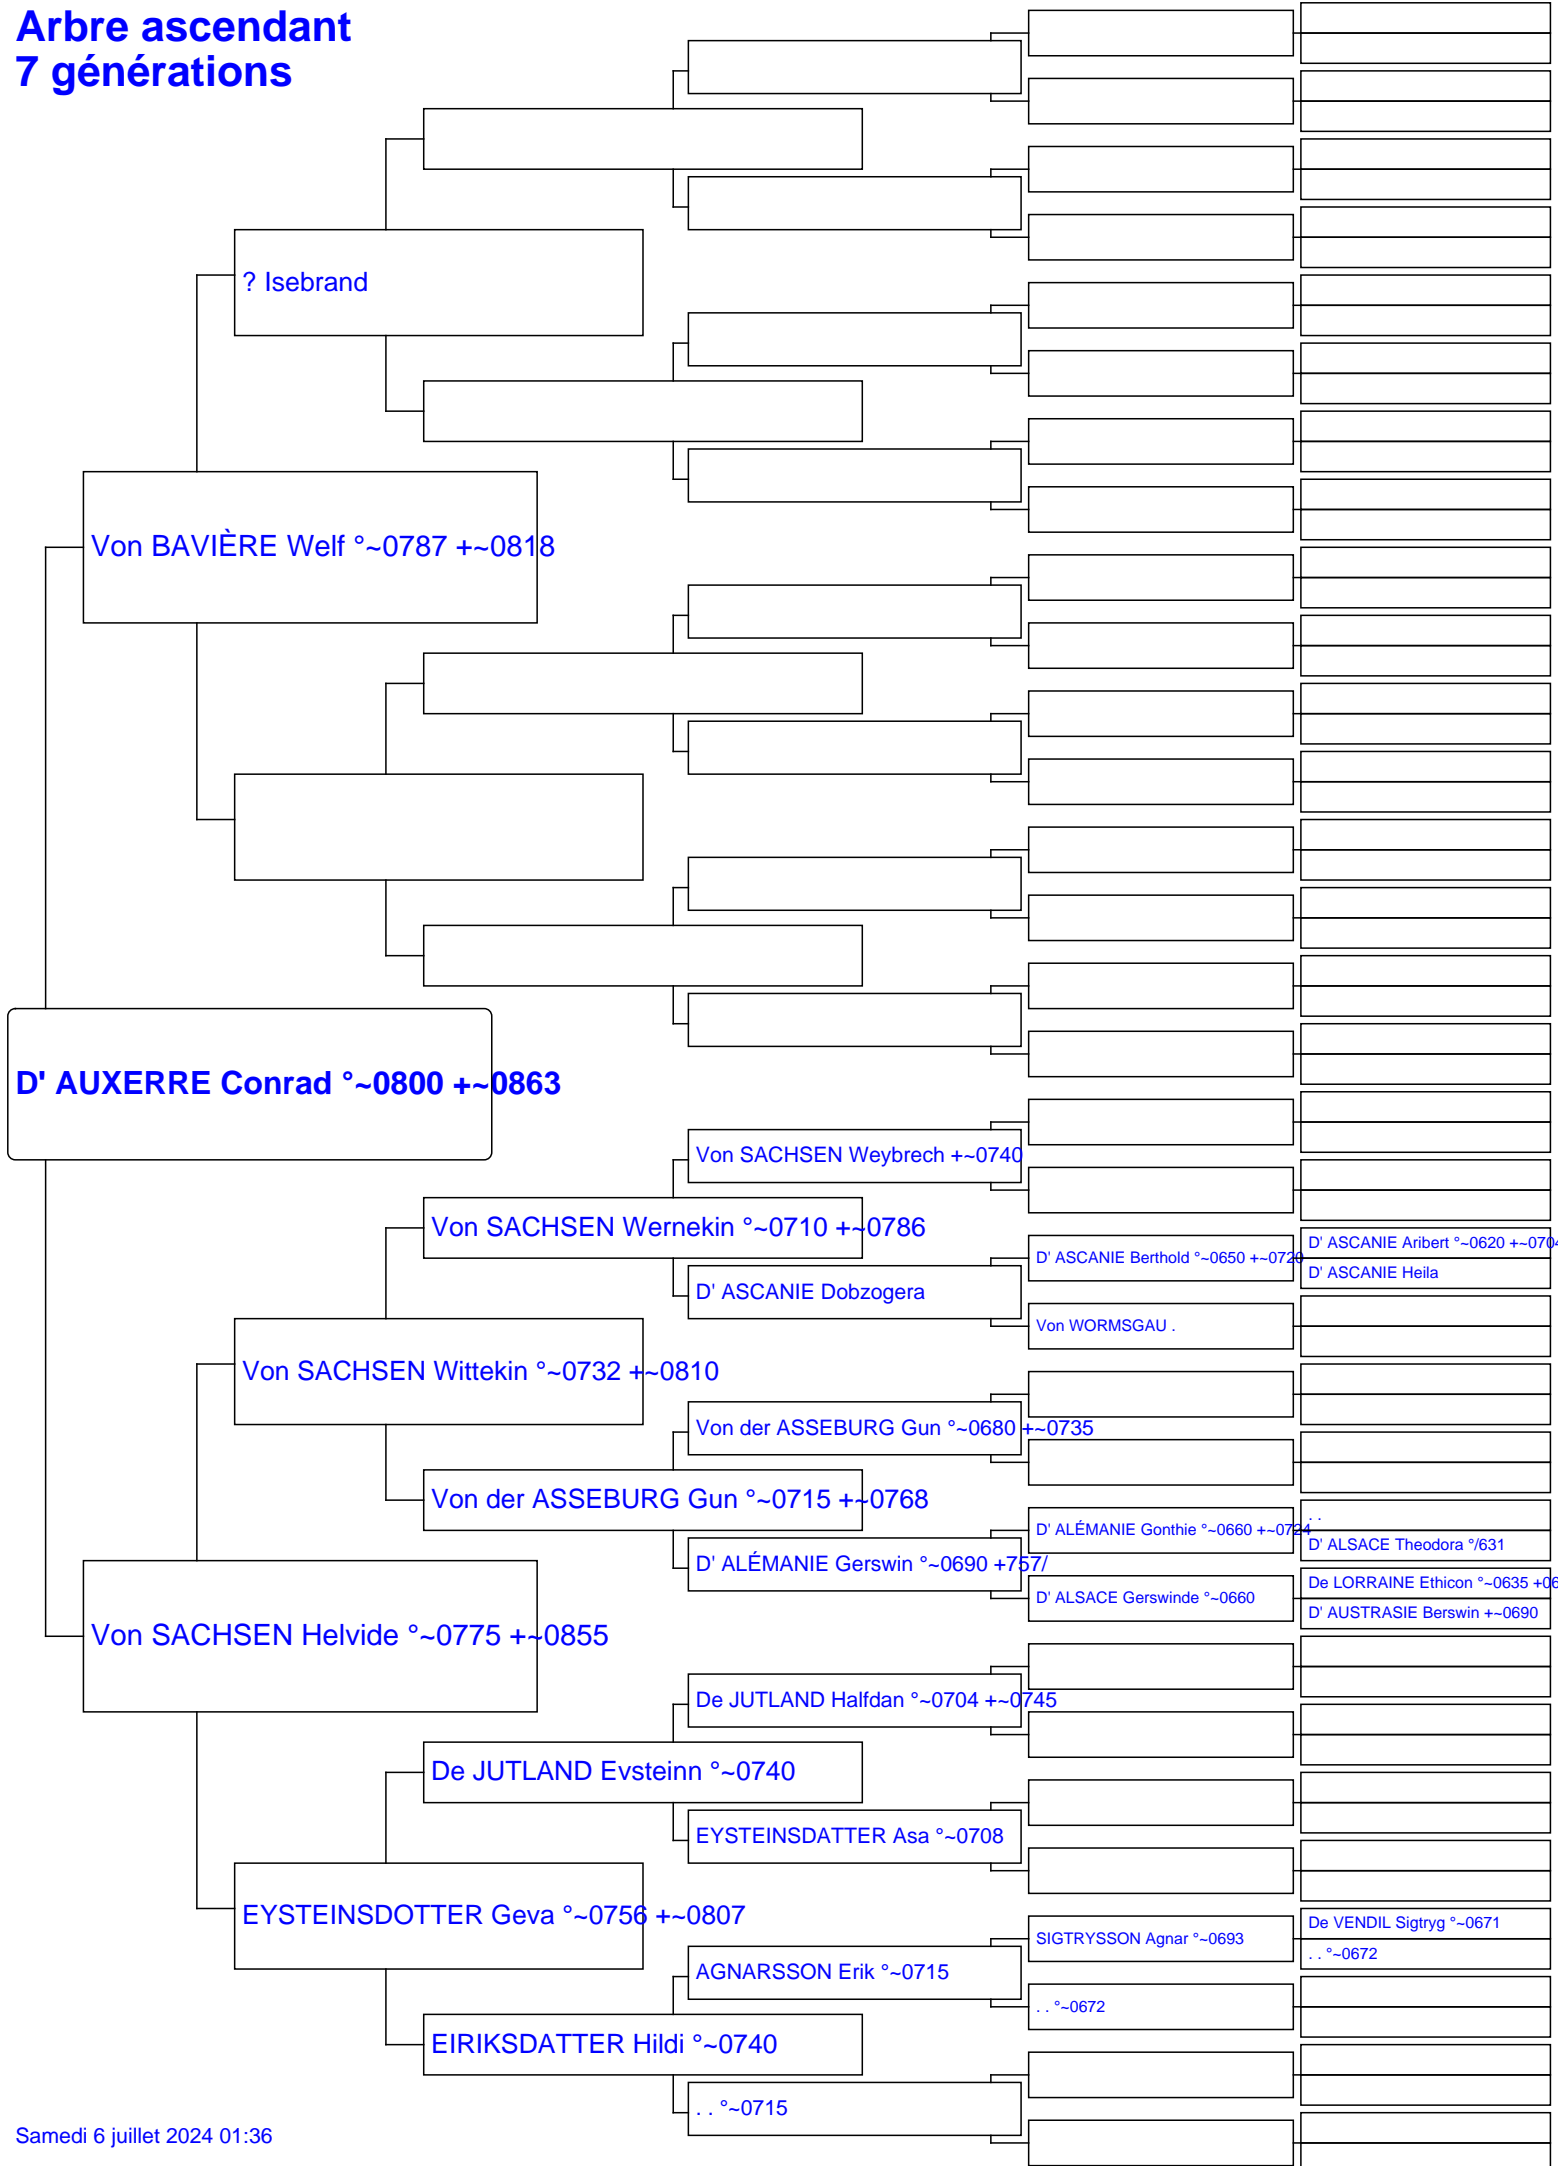 Arbre ascendant
7 générations
? Isebrand
Von BAVIÈRE Welf °~0787 +~0818
D' AUXERRE Conrad °~0800 +~0863
Von SACHSEN Weybrech +~0740
Von SACHSEN Wernekin °~0710 +~0786
D' ASCANIE Aribert °~0620 +~0704
D' ASCANIE Berthold °~0650 +~0720
D' ASCANIE Heila
D' ASCANIE Dobzogera
Von WORMSGAU .
Von SACHSEN Wittekin °~0732 +~0810
Von der ASSEBURG Gun °~0680 +~0735
Von der ASSEBURG Gun °~0715 +~0768
. .
D' ALÉMANIE Gonthie °~0660 +~0724
D' ALSACE Theodora °/631
D' ALÉMANIE Gerswin °~0690 +757/
De LORRAINE Ethicon °~0635 +06
D' ALSACE Gerswinde °~0660
D' AUSTRASIE Berswin +~0690
Von SACHSEN Helvide °~0775 +~0855
De JUTLAND Halfdan °~0704 +~0745
De JUTLAND Evsteinn °~0740
EYSTEINSDATTER Asa °~0708
EYSTEINSDOTTER Geva °~0756 +~0807
De VENDIL Sigtryg °~0671
SIGTRYSSON Agnar °~0693
. . °~0672
AGNARSSON Erik °~0715
. . °~0672
EIRIKSDATTER Hildi °~0740
. . °~0715
Samedi 6 juillet 2024 01:36